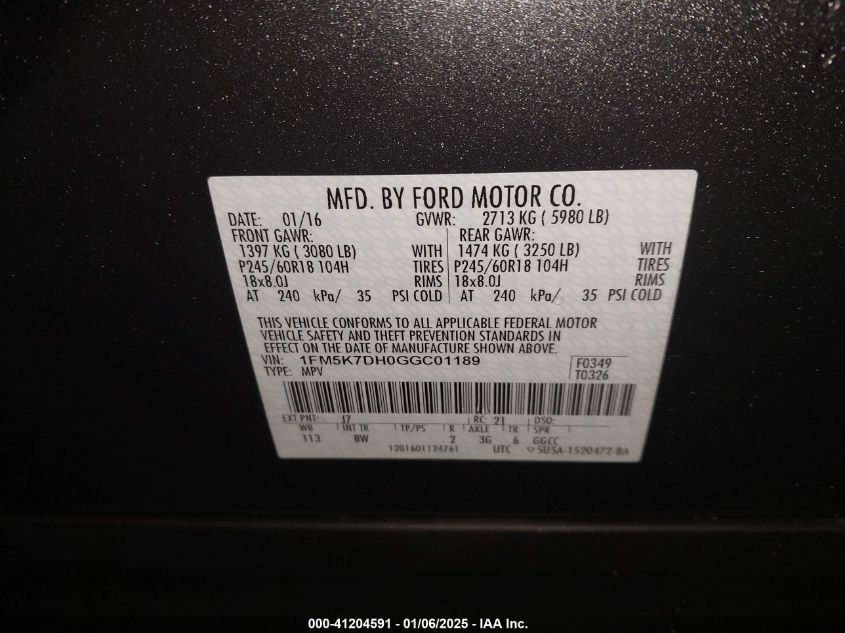 MFD. BY FORD MOTOR CO.
DATE: 01/16 GVWR: 2713 KG ( 5980 LB)
FRONT GAWR: REAR GAWR:
1397 KG ( 3080 LB) WITH 1474 KG ( 3250 LB) WITH
P245/60R18 104H TIRES P245/60R18 104H TIRES
18x8.0J RIMS 18x8.0J RIMS
AT 240 kPa/ 35 PSI COLD AT 240 kPa/ 35 PSI COLD
THIS VEHICLE CONFORMS TO ALL APPLICABLE FEDERAL MOTOR
VEHICLE SAFETY AND THEFT PREVENTION STANDARDS IN
EFFECT ON THE DATE OF MANUFACTURE SHOWN ABOVE.
VIN: 1FM5K7DH0GGC01189 F0349
TYPE: MPV T0326
EXT PNT: J7 RC: 21 DSO:
WB INT TR TP/PS R AXLE TR SPR
113 8W 2 3G 6 GGCC
1201601124761 UTC ▽ 5U5A-1520472-BA
000-41204591 - 01/06/2025 - IAA Inc.